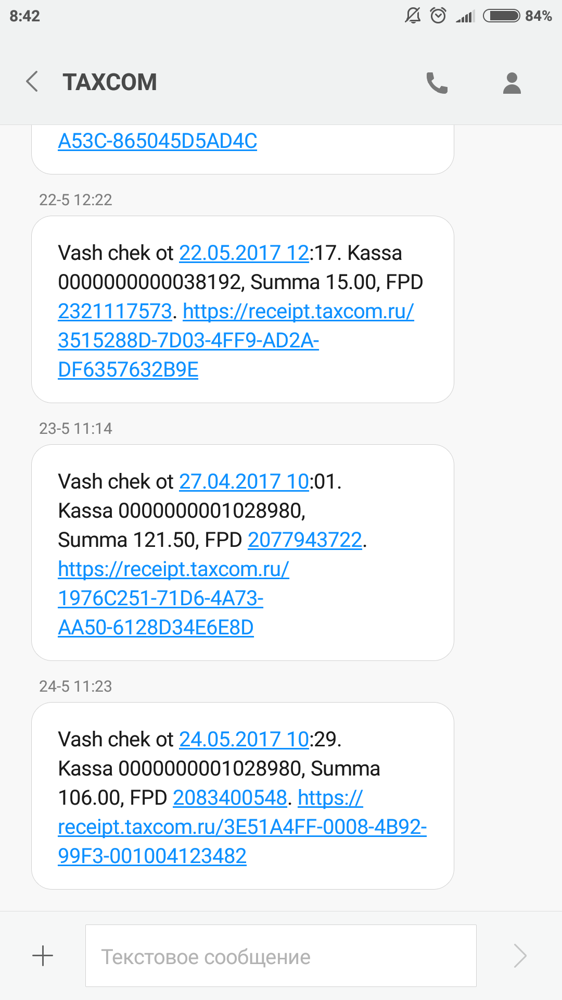 8:42
84%
TAXCOM
A53C-865045D5AD4C
22-5 12:22
Vash chek ot 22.05.2017 12:17. Kassa
0000000000038192, Summa 15.00, FPD
2321117573. https://receipt.taxcom.ru/
3515288D-7D03-4FF9-AD2A-
DF6357632B9E
23-5 11:14
Vash chek ot 27.04.2017 10:01.
Kassa 0000000001028980,
Summa 121.50, FPD 2077943722.
https://receipt.taxcom.ru/
1976C251-71D6-4A73-
AA50-6128D34E6E8D
24-5 11:23
Vash chek ot 24.05.2017 10:29.
Kassa 0000000001028980, Summa
106.00, FPD 2083400548. https://
receipt.taxcom.ru/3E51A4FF-0008-4B92-
99F3-001004123482
Текстовое сообщение